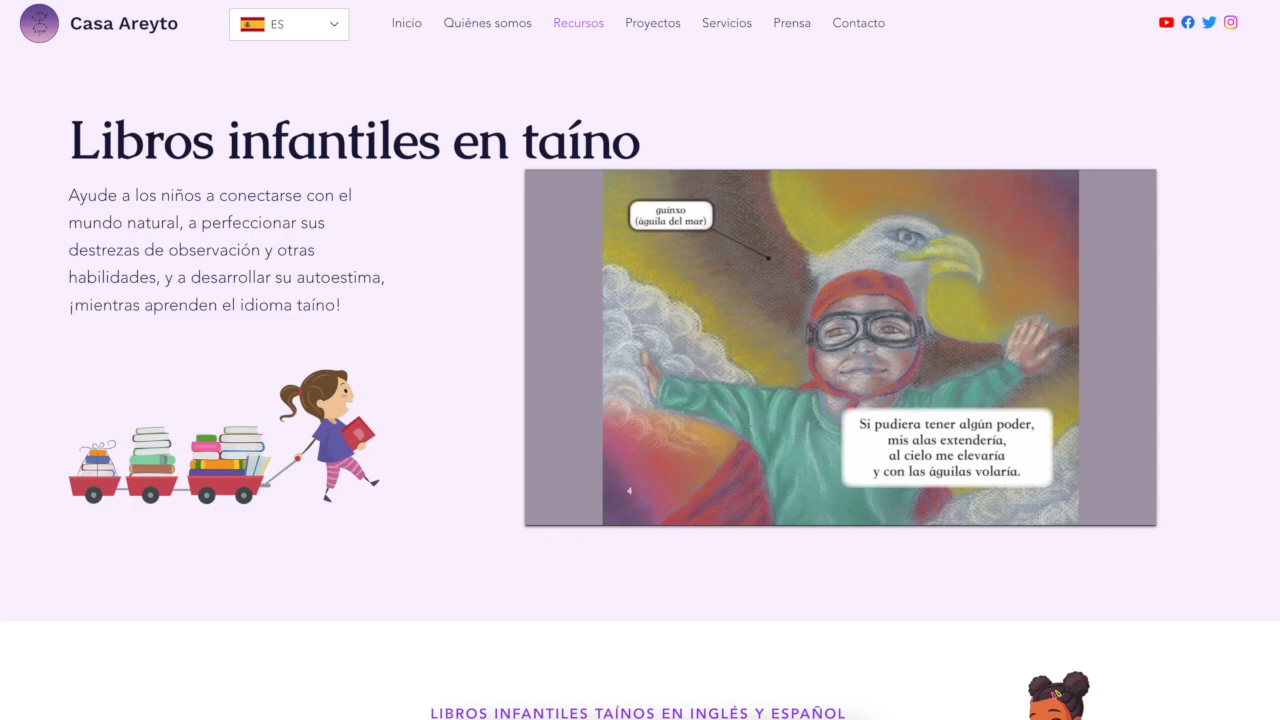 Casa Areyto
ES
Inicio
Quiénes somos
Recursos
Proyectos
Servicios
Prensa
Contacto
Libros infantiles en taíno
Ayude a los niños a conectarse con el
mundo natural, a perfeccionar sus
destrezas de observación y otras
habilidades, y a desarrollar su autoestima,
¡mientras aprenden el idioma taíno!
guínxo
(águila del mar)
Si pudiera tener algún poder,
mis alas extendería,
al cielo me elevaría
y con las águilas volaría.
4
LIBROS INFANTILES TAÍNOS EN INGLÉS Y ESPAÑOL